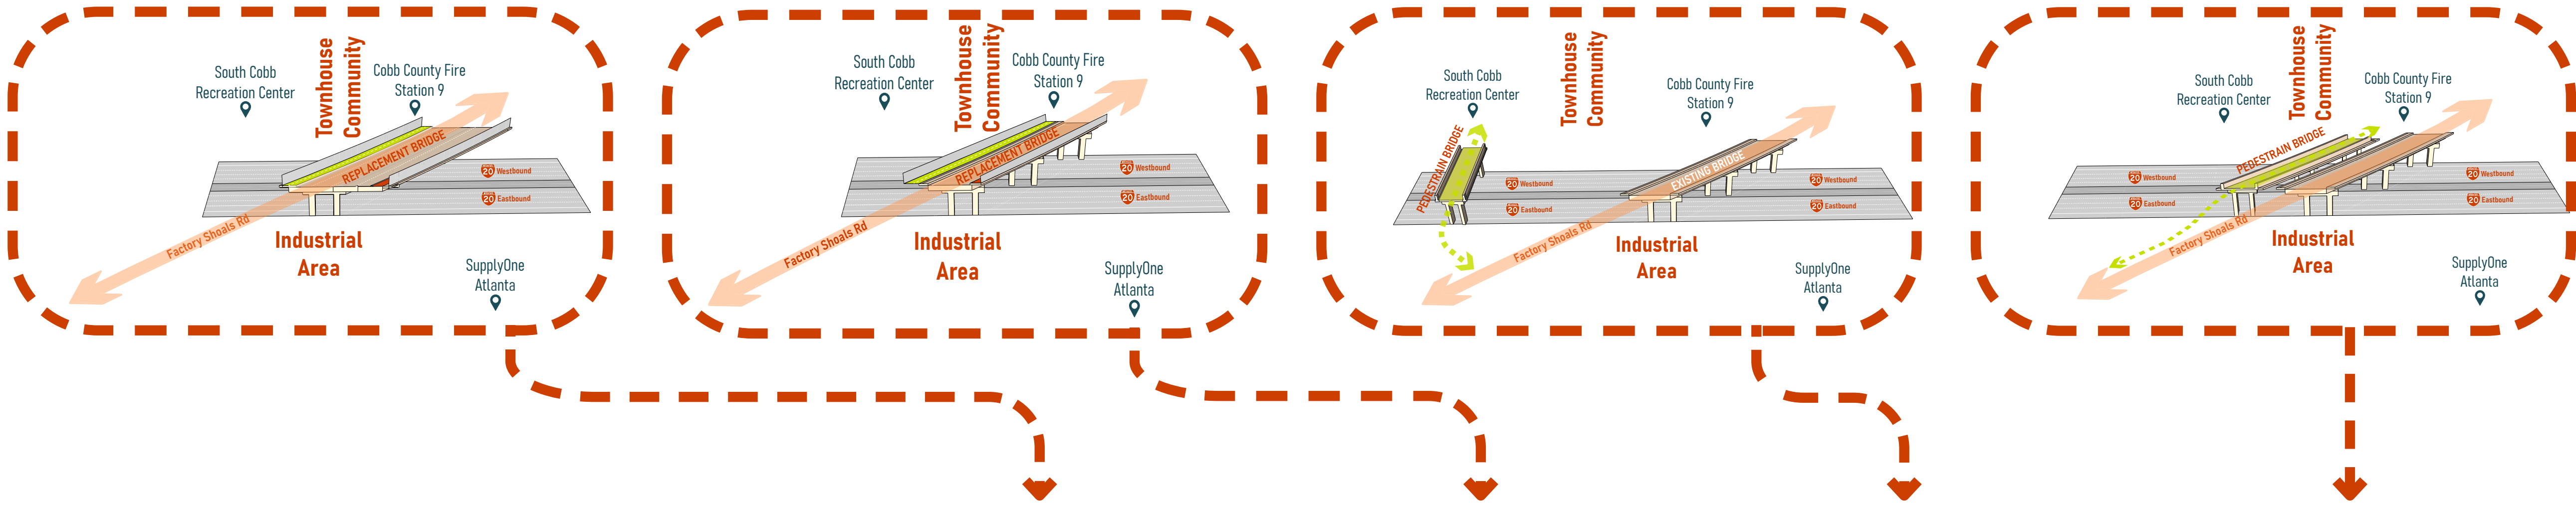 Townhouse
Community
South Cobb
Recreation Center
Cobb County Fire
Station 9
REPLACEMENT BRIDGE
20 Westbound
20 Eastbound
Factory Shoals Rd
Industrial
Area
SupplyOne
Atlanta
Townhouse
Community
South Cobb
Recreation Center
Cobb County Fire
Station 9
REPLACEMENT BRIDGE
20 Westbound
20 Eastbound
Factory Shoals Rd
Industrial
Area
SupplyOne
Atlanta
Townhouse
Community
South Cobb
Recreation Center
Cobb County Fire
Station 9
PEDESTRAIN BRIDGE
EXISTING BRIDGE
20 Westbound
20 Westbound
20 Eastbound
20 Eastbound
Factory Shoals Rd
Industrial
Area
SupplyOne
Atlanta
Townhouse
Community
South Cobb
Recreation Center
Cobb County Fire
Station 9
PEDESTRAIN BRIDGE
20 Westbound
20 Westbound
20 Eastbound
20 Eastbound
Factory Shoals Rd
Industrial
Area
SupplyOne
Atlanta